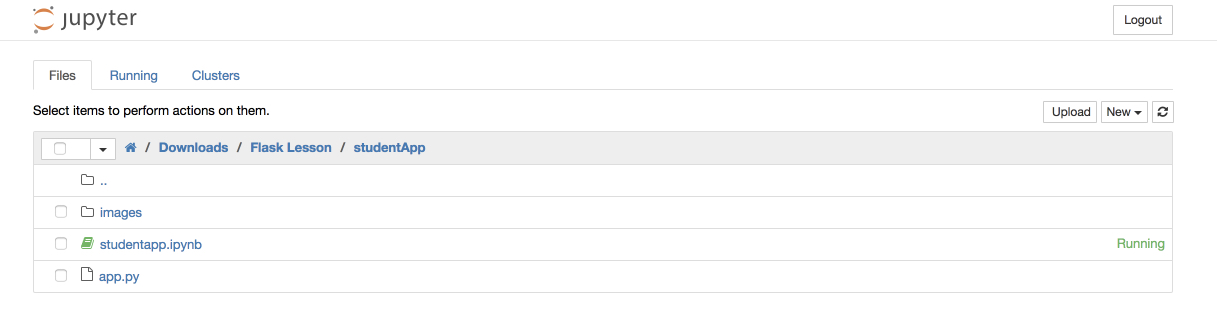 jupyter
Logout
Files Running Clusters
Select items to perform actions on them.
Upload New
/ Downloads / Flask Lesson / studentApp
..
images
studentapp.ipynb Running
app.py